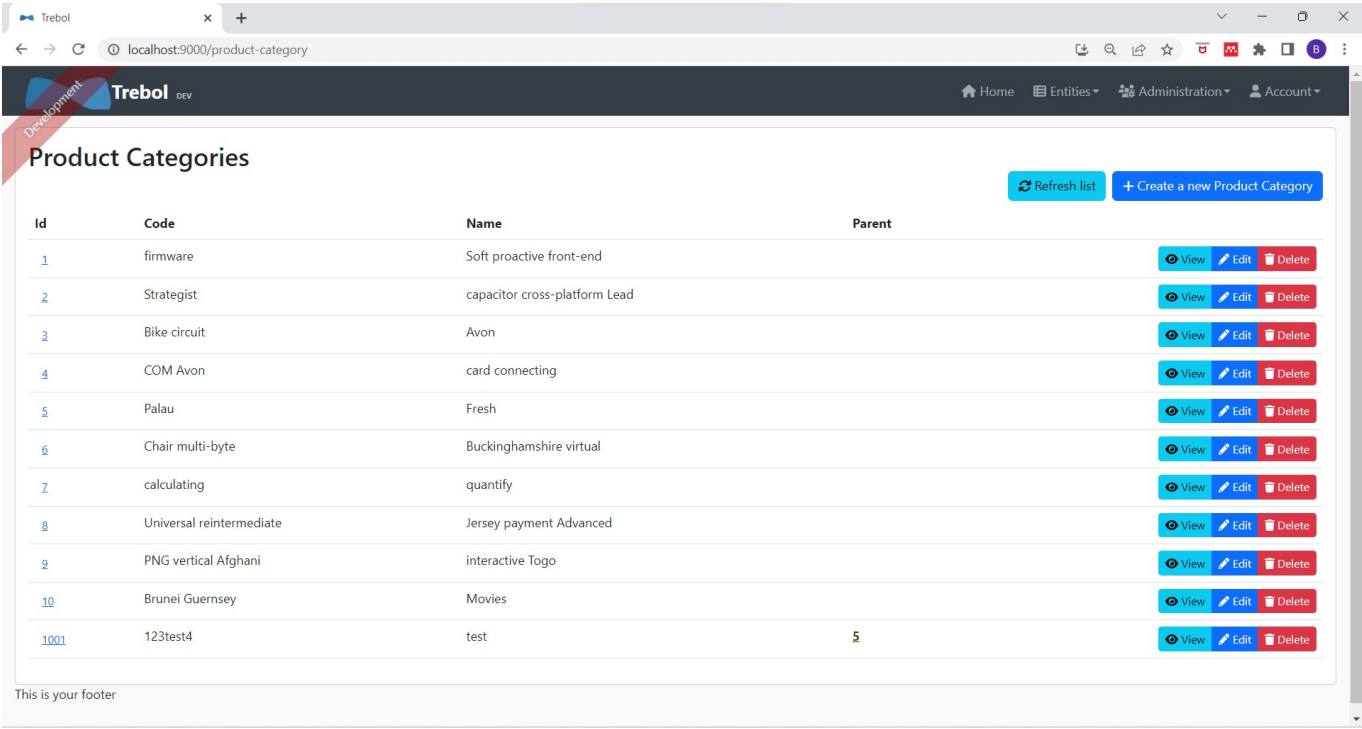 Trebol
localhost:9000/product-category
B
Development
Trebol DEV
Home Entities Administration Account
Product Categories
Refresh list + Create a new Product Category
Id Code Name Parent
1 firmware Soft proactive front-end View Edit Delete
2 Strategist capacitor cross-platform Lead View Edit Delete
3 Bike circuit Avon View Edit Delete
4 COM Avon card connecting View Edit Delete
5 Palau Fresh View Edit Delete
6 Chair multi-byte Buckinghamshire virtual View Edit Delete
7 calculating quantify View Edit Delete
8 Universal reintermediate Jersey payment Advanced View Edit Delete
9 PNG vertical Afghani interactive Togo View Edit Delete
10 Brunei Guernsey Movies View Edit Delete
1001 123test4 test 5 View Edit Delete
This is your footer